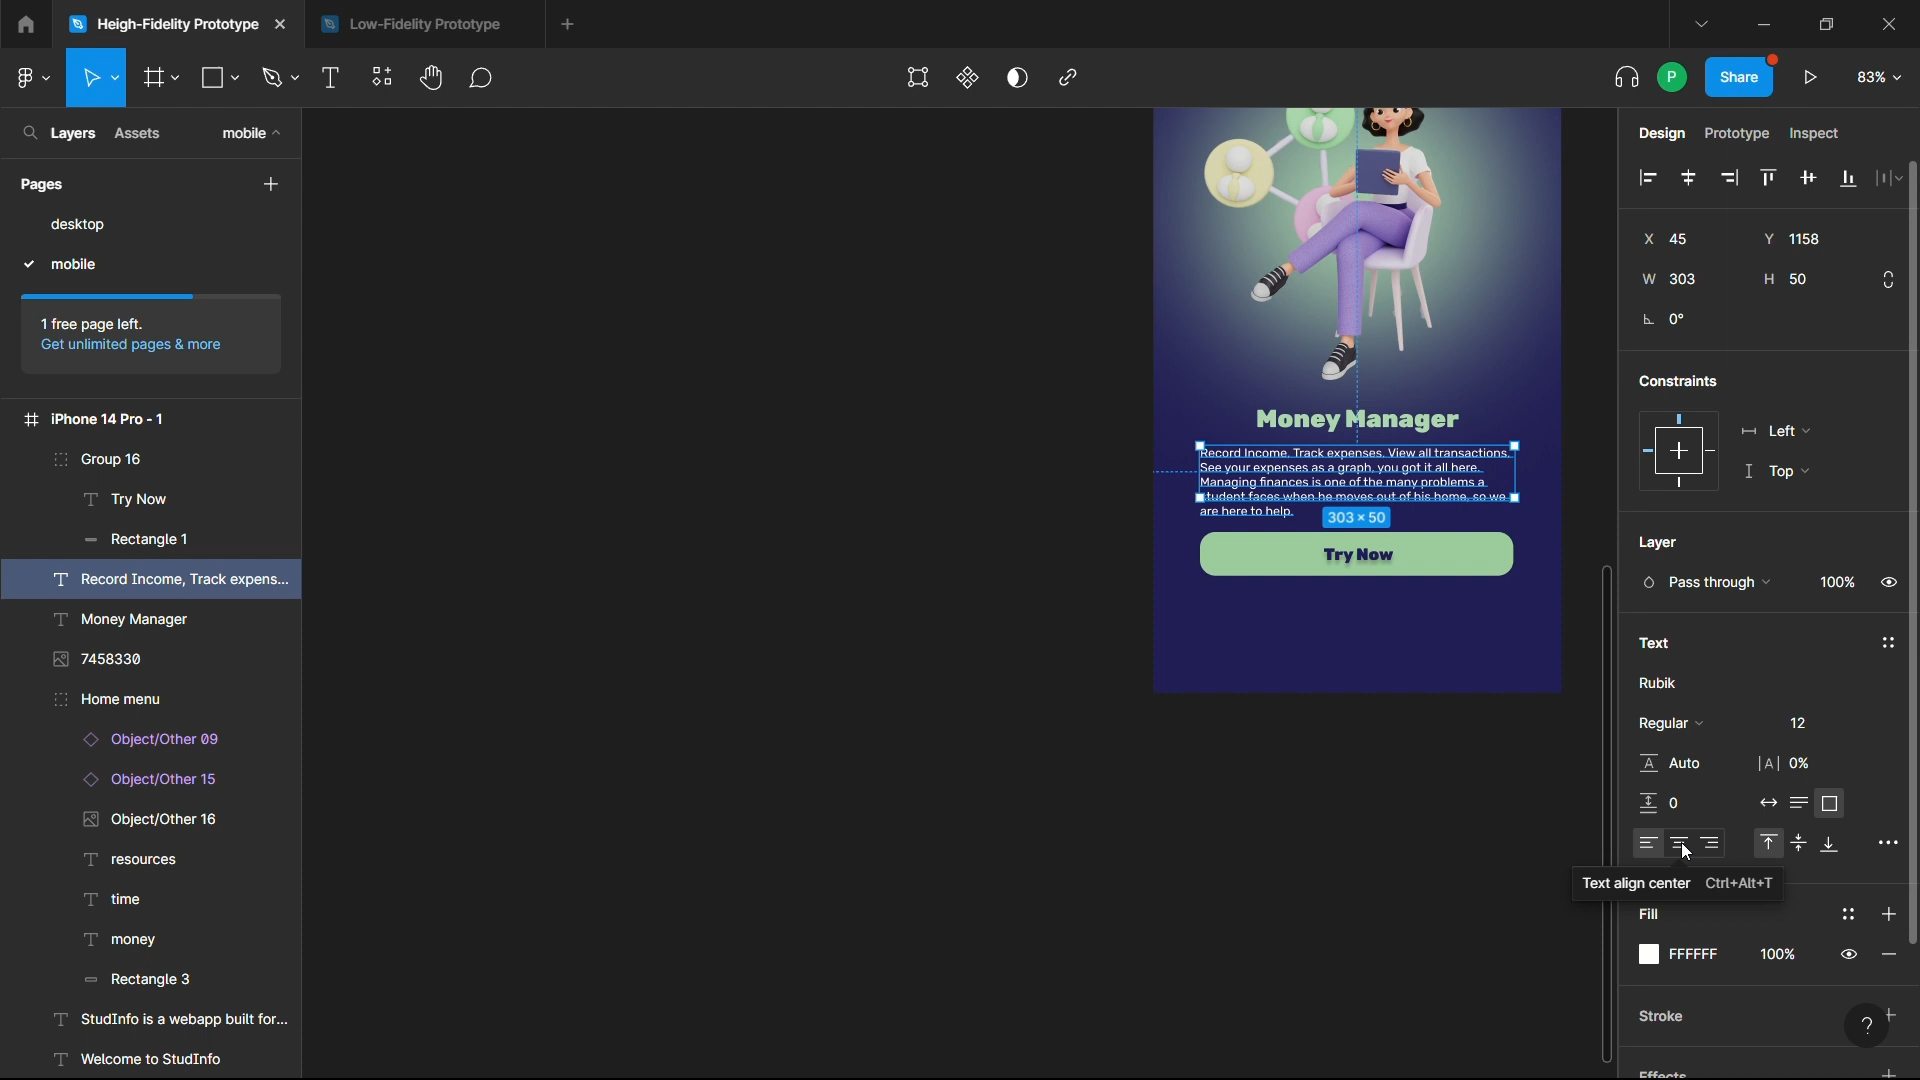 Heigh-Fidelity Prototype
Low-Fidelity Prototype
P
Share
83%
Layers
Assets
mobile
Pages
desktop
mobile
1 free page left.
Get unlimited pages & more
iPhone 14 Pro - 1
Group 16
Try Now
Rectangle 1
Record Income, Track expens...
Money Manager
7458330
Home menu
Object/Other 09
Object/Other 15
Object/Other 16
resources
time
money
Rectangle 3
StudInfo is a webapp built for...
Welcome to StudInfo
Money Manager
Record Income, Track expenses, View all transactions,
See your expenses as a graph, you got it all here.
Managing finances is one of the many problems a
student faces when he moves out of his home, so we
are here to help.
303 × 50
Try Now
Design
Prototype
Inspect
X 45
Y 1158
W 303
H 50
0°
Constraints
Left
Top
Layer
Pass through
100%
Text
Rubik
Regular
12
A Auto
|A| 0%
0
Text align center Ctrl+Alt+T
Fill
FFFFFF
100%
Stroke
?
Effects